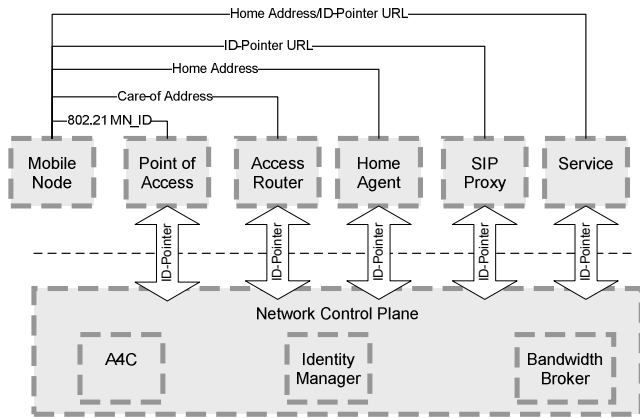 Home Address/ID-Pointer URL
ID-Pointer URL
Home Address
Care-of Address
802.21 MN_ID
Mobile
Node
Point of
Access
Access
Router
Home
Agent
SIP
Proxy
Service
ID-Pointer
ID-Pointer
ID-Pointer
ID-Pointer
ID-Pointer
Network Control Plane
A4C
Identity
Manager
Bandwidth
Broker